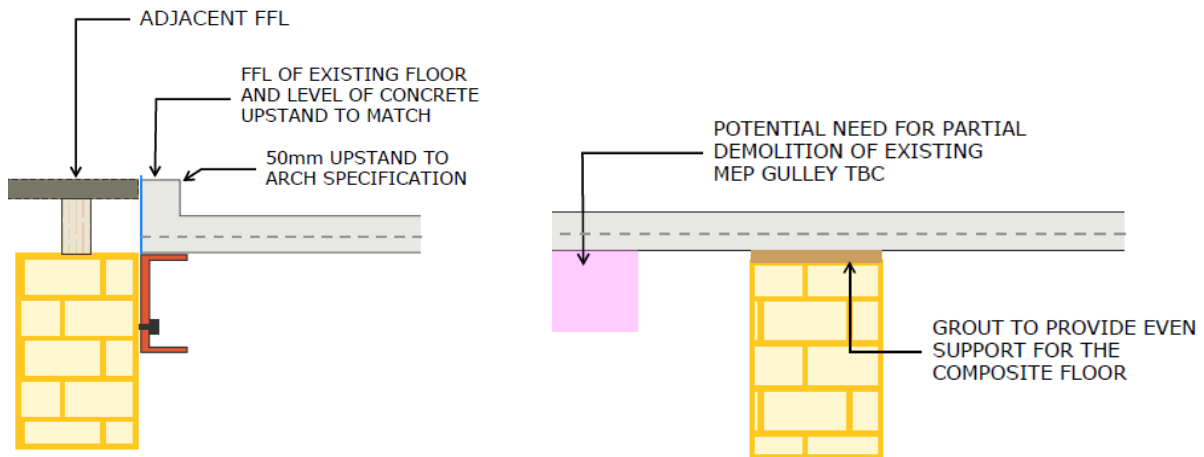 ADJACENT FFL
FFL OF EXISTING FLOOR
AND LEVEL OF CONCRETE
UPSTAND TO MATCH
50mm UPSTAND TO
ARCH SPECIFICATION
POTENTIAL NEED FOR PARTIAL
DEMOLITION OF EXISTING
MEP GULLEY TBC
GROUT TO PROVIDE EVEN
SUPPORT FOR THE
COMPOSITE FLOOR